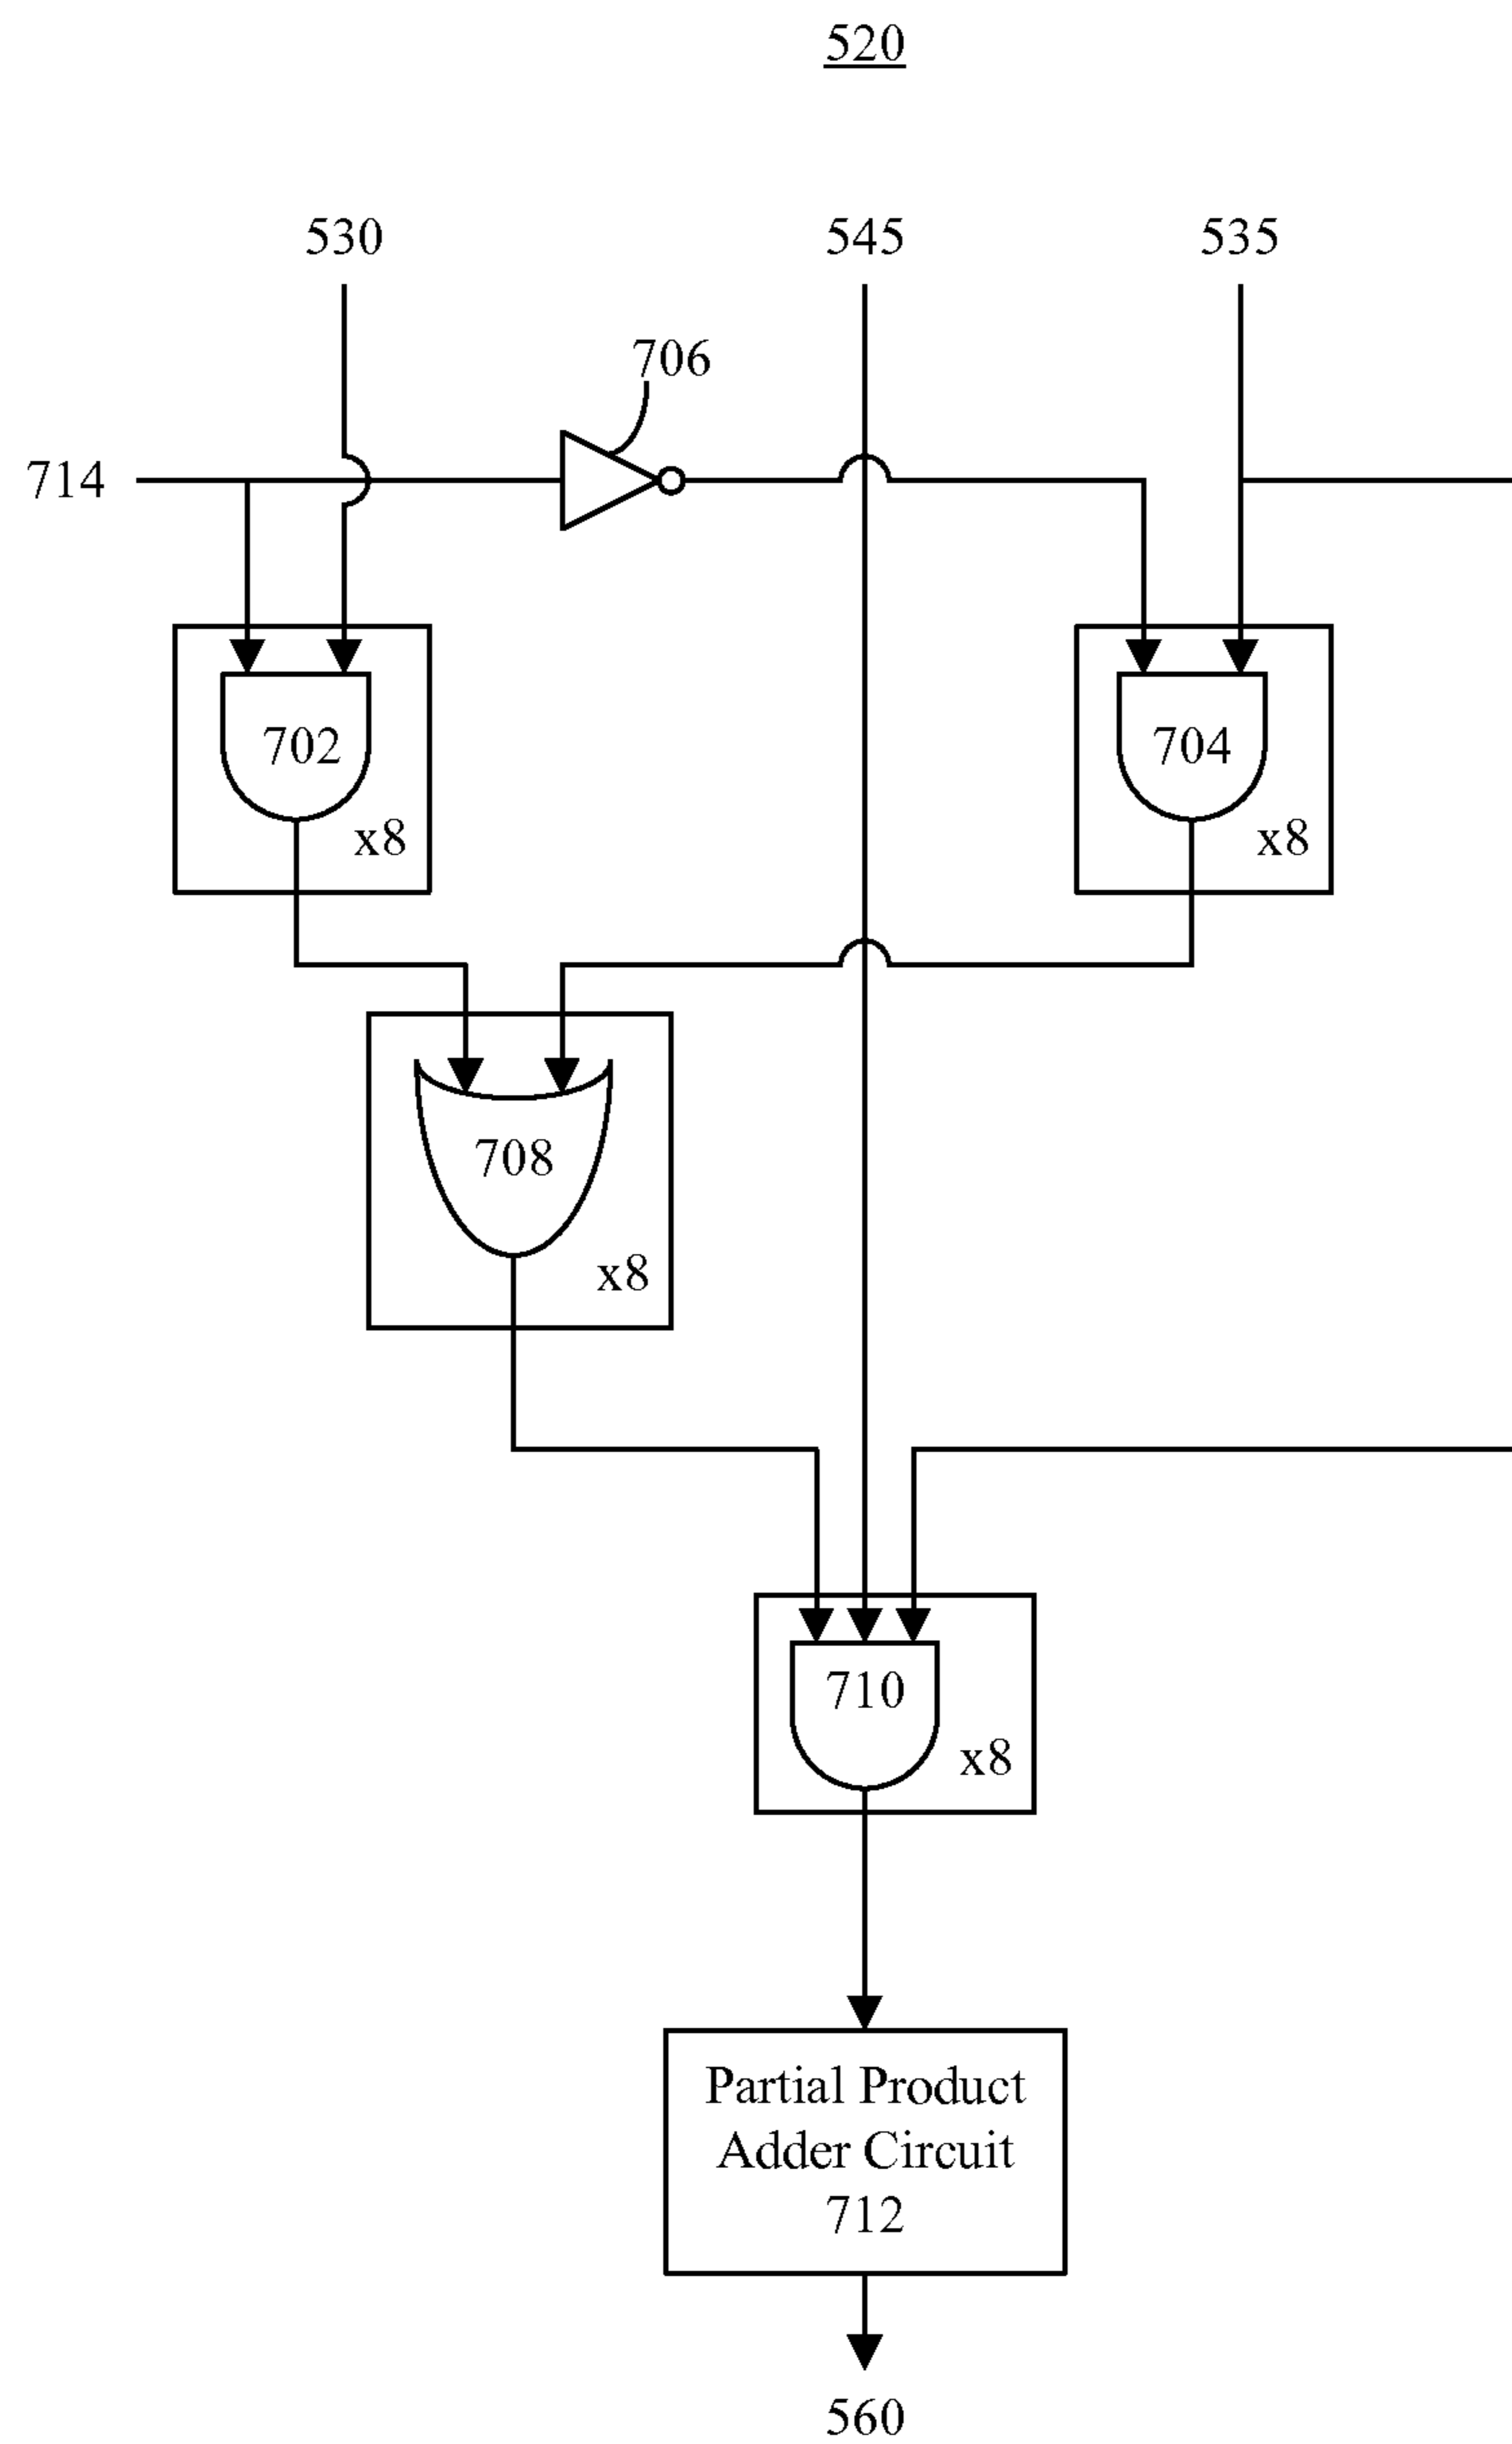 520
530
545
535
706
714
702
x8
704
x8
708
x8
710
x8
Partial Product
Adder Circuit
712
560